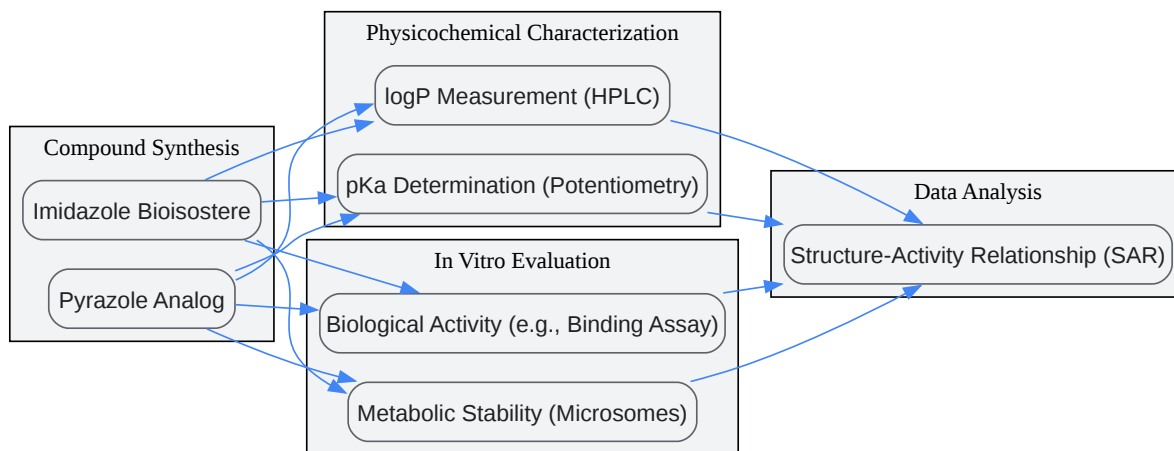 Compound Synthesis
Imidazole Bioisostere
Pyrazole Analog
Physicochemical Characterization
logP Measurement (HPLC)
pKa Determination (Potentiometry)
In Vitro Evaluation
Biological Activity (e.g., Binding Assay)
Metabolic Stability (Microsomes)
Data Analysis
Structure-Activity Relationship (SAR)